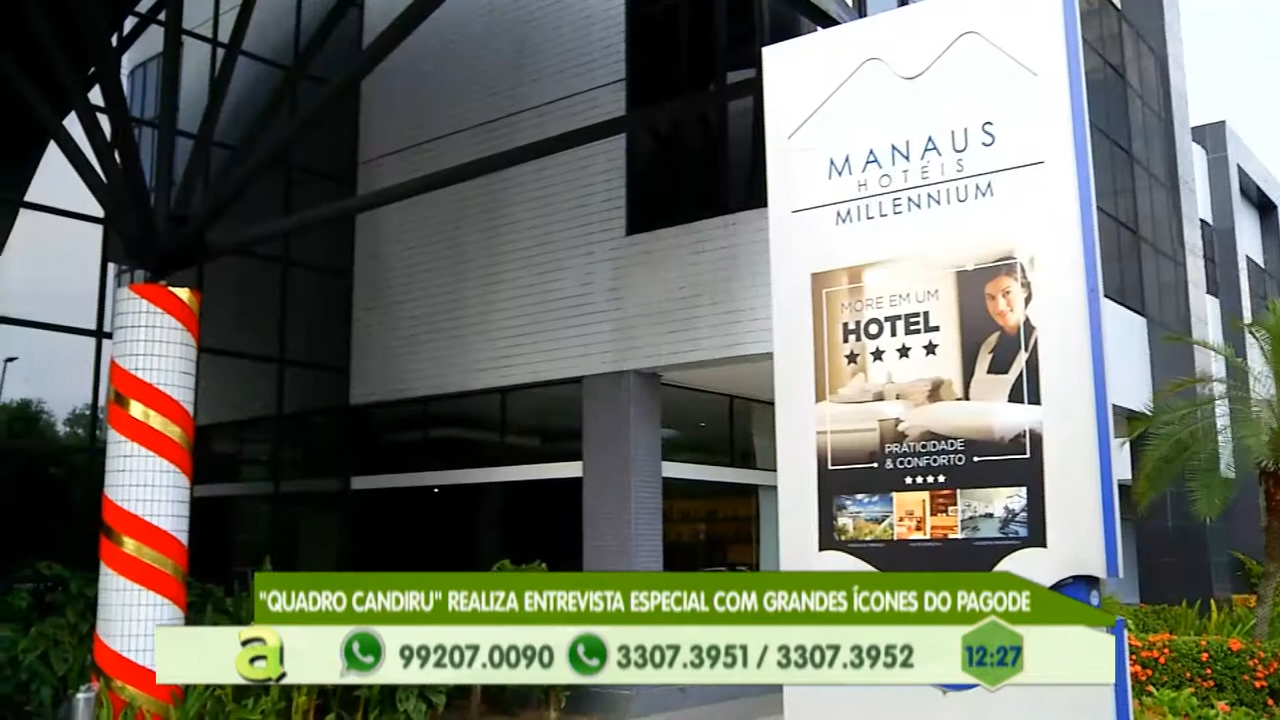 MANAUS
HOTÉIS
MILLENNIUM
MORE EM UM
HOTEL
PRATICIDADE
& CONFORTO
"QUADRO CANDIRU" REALIZA ENTREVISTA ESPECIAL COM GRANDES ÍCONES DO PAGODE
a 99207.0090 3307.3951 / 3307.3952 12:27